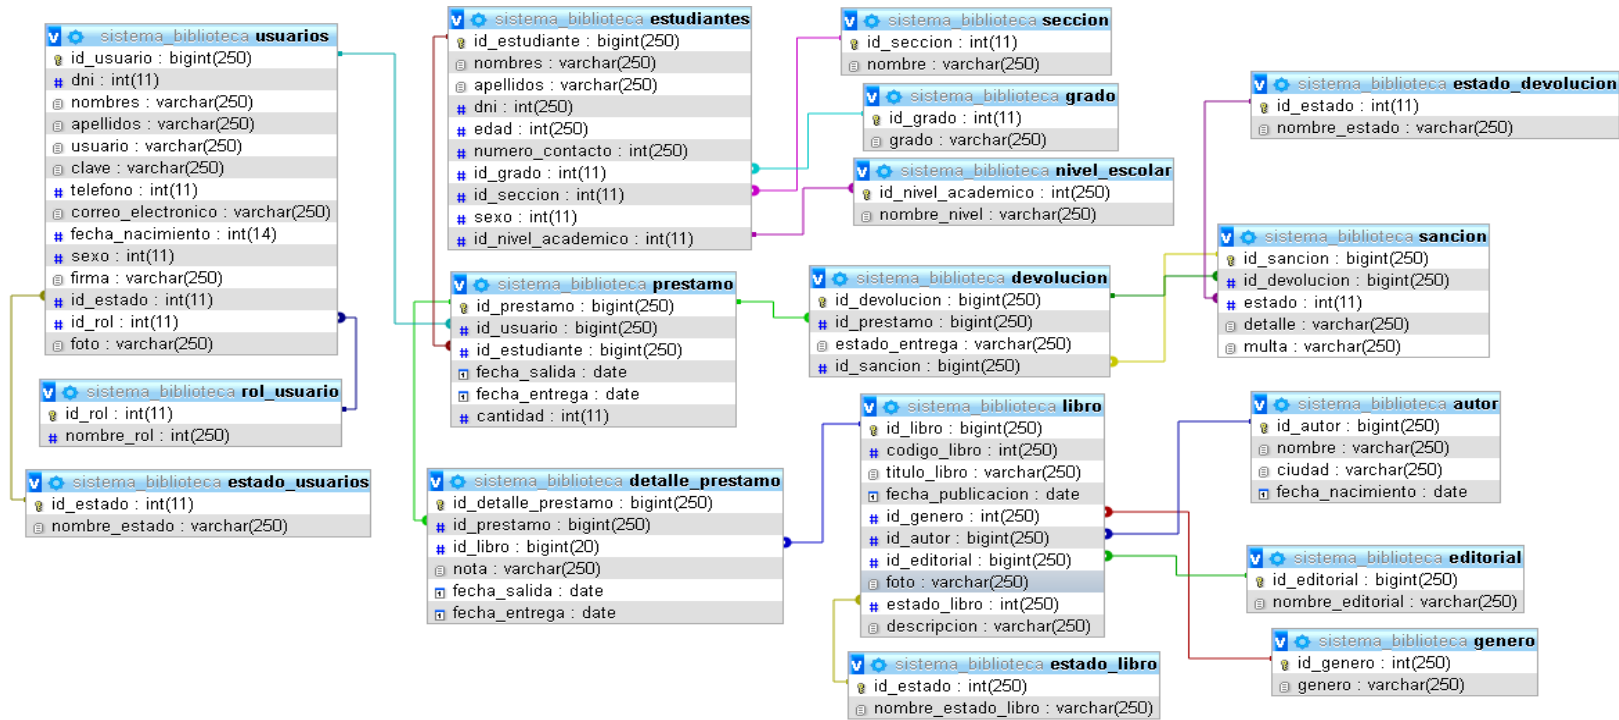 sistema_biblioteca usuarios
id_usuario : bigint(250)
dni : int(11)
nombres : varchar(250)
apellidos : varchar(250)
usuario : varchar(250)
clave : varchar(250)
telefono : int(11)
correo_electronico : varchar(250)
fecha_nacimiento : int(14)
sexo : int(11)
firma : varchar(250)
id_estado : int(11)
id_rol : int(11)
foto : varchar(250)
sistema_biblioteca rol_usuario
id_rol : int(11)
nombre_rol : int(250)
sistema_biblioteca estado_usuarios
id_estado : int(11)
nombre_estado : varchar(250)
sistema_biblioteca estudiantes
id_estudiante : bigint(250)
nombres : varchar(250)
apellidos : varchar(250)
dni : int(250)
edad : int(250)
numero_contacto : int(250)
id_grado : int(11)
id_seccion : int(11)
sexo : int(11)
id_nivel_academico : int(11)
sistema_biblioteca prestamo
id_prestamo : bigint(250)
id_usuario : bigint(250)
id_estudiante : bigint(250)
fecha_salida : date
fecha_entrega : date
cantidad : int(11)
sistema_biblioteca detalle_prestamo
id_detalle_prestamo : bigint(250)
id_prestamo : bigint(250)
id_libro : bigint(20)
nota : varchar(250)
fecha_salida : date
fecha_entrega : date
sistema_biblioteca seccion
id_seccion : int(11)
nombre : varchar(250)
sistema_biblioteca grado
id_grado : int(11)
grado : varchar(250)
sistema_biblioteca nivel_escolar
id_nivel_academico : int(250)
nombre_nivel : varchar(250)
sistema_biblioteca devolucion
id_devolucion : bigint(250)
id_prestamo : bigint(250)
estado_entrega : varchar(250)
id_sancion : bigint(250)
sistema_biblioteca libro
id_libro : bigint(250)
codigo_libro : int(250)
titulo_libro : varchar(250)
fecha_publicacion : date
id_genero : int(250)
id_autor : bigint(250)
id_editorial : bigint(250)
foto : varchar(250)
estado_libro : int(250)
descripcion : varchar(250)
sistema_biblioteca estado_libro
id_estado : int(250)
nombre_estado_libro : varchar(250)
sistema_biblioteca estado_devolucion
id_estado : int(11)
nombre_estado : varchar(250)
sistema_biblioteca sancion
id_sancion : bigint(250)
id_devolucion : bigint(250)
estado : int(11)
detalle : varchar(250)
multa : varchar(250)
sistema_biblioteca autor
id_autor : bigint(250)
nombre : varchar(250)
ciudad : varchar(250)
fecha_nacimiento : date
sistema_biblioteca editorial
id_editorial : bigint(250)
nombre_editorial : varchar(250)
sistema_biblioteca genero
id_genero : int(250)
genero : varchar(250)